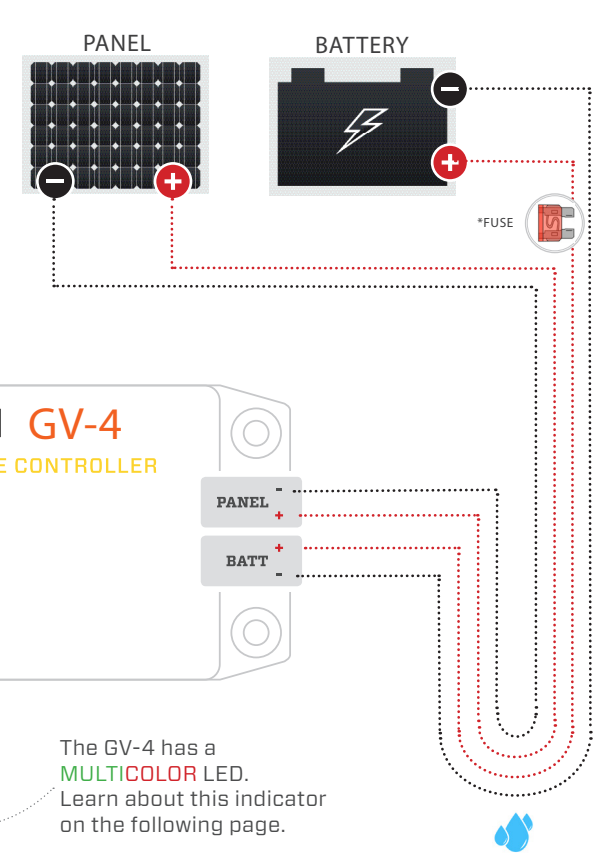 PANEL
BATTERY
*FUSE
GV-4
CONTROLLER
PANEL - +
BATT + -
The GV-4 has a
MULTICOLOR LED.
Learn about this indicator
on the following page.